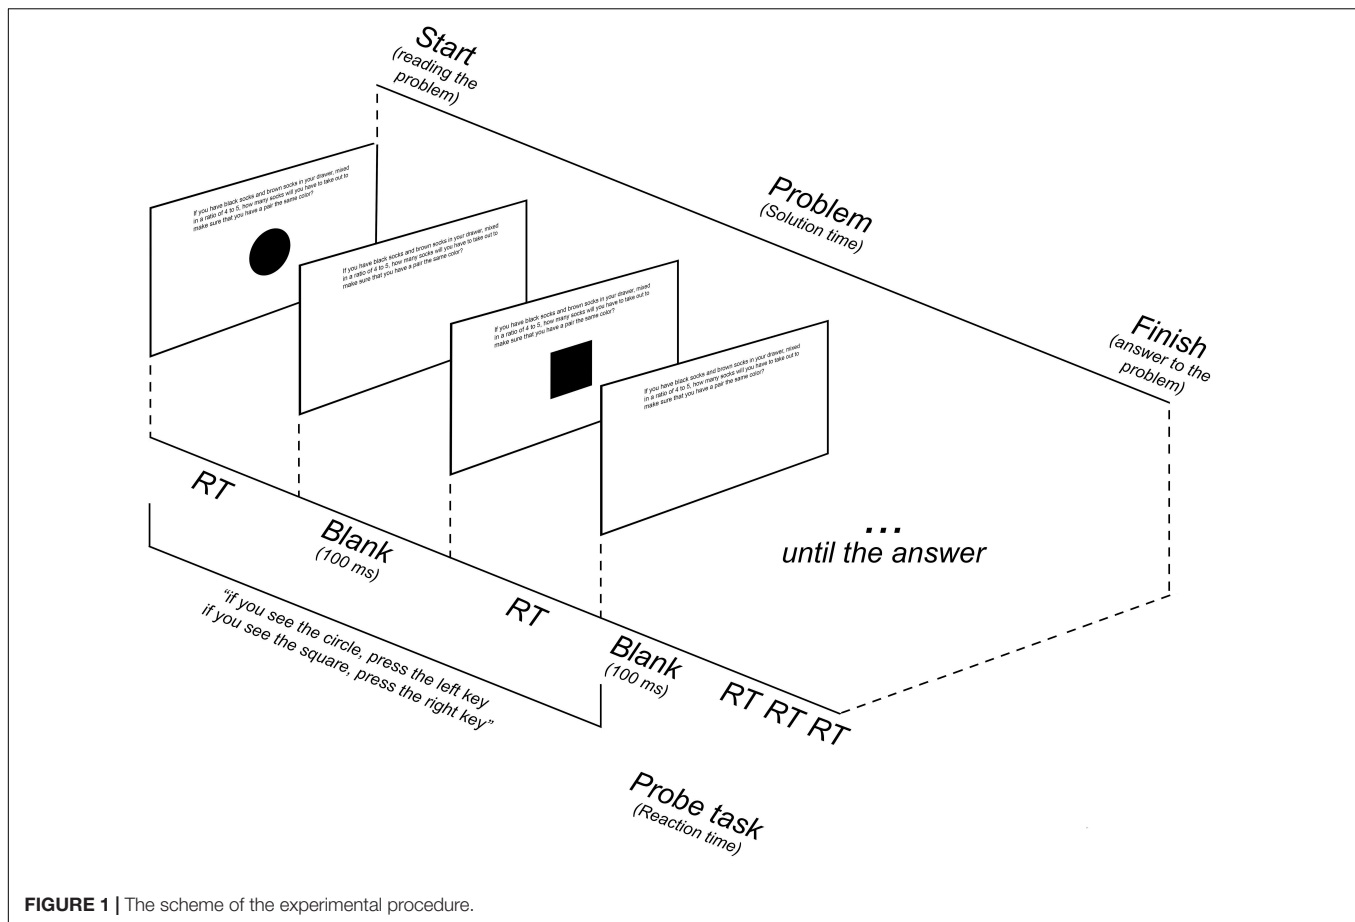 Start
(reading the
problem)
If you have black socks and brown socks in your drawer, mixed
in a ratio of 4 to 5, how many socks will you have to take out to
make sure that you have a pair the same color?
Problem
(Solution time)
If you have black socks and brown socks in your drawer, mixed
in a ratio of 4 to 5, how many socks will you have to take out to
make sure that you have a pair the same color?
If you have black socks and brown socks in your drawer, mixed
in a ratio of 4 to 5, how many socks will you have to take out to
make sure that you have a pair the same color?
Finish
(answer to the
problem)
If you have black socks and brown socks in your drawer, mixed
in a ratio of 4 to 5, how many socks will you have to take out to
make sure that you have a pair the same color?
RT
Blank
(100 ms)
...
until the answer
RT
Blank
(100 ms)
RT RT RT
“if you see the circle, press the left key
if you see the square, press the right key”
Probe task
(Reaction time)
FIGURE 1 | The scheme of the experimental procedure.